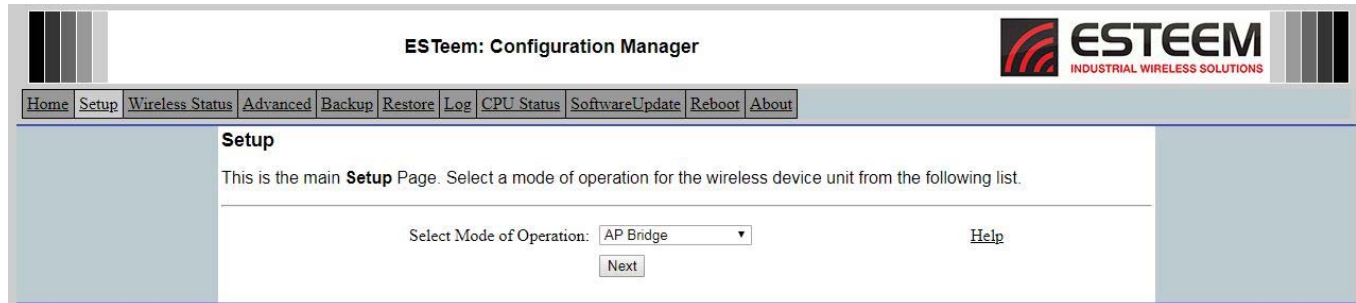 ESTeem: Configuration Manager
ESTEEM
INDUSTRIAL WIRELESS SOLUTIONS
Home Setup Wireless Status Advanced Backup Restore Log CPU Status SoftwareUpdate Reboot About
Setup
This is the main Setup Page. Select a mode of operation for the wireless device unit from the following list.
Select Mode of Operation: AP Bridge Help
Next